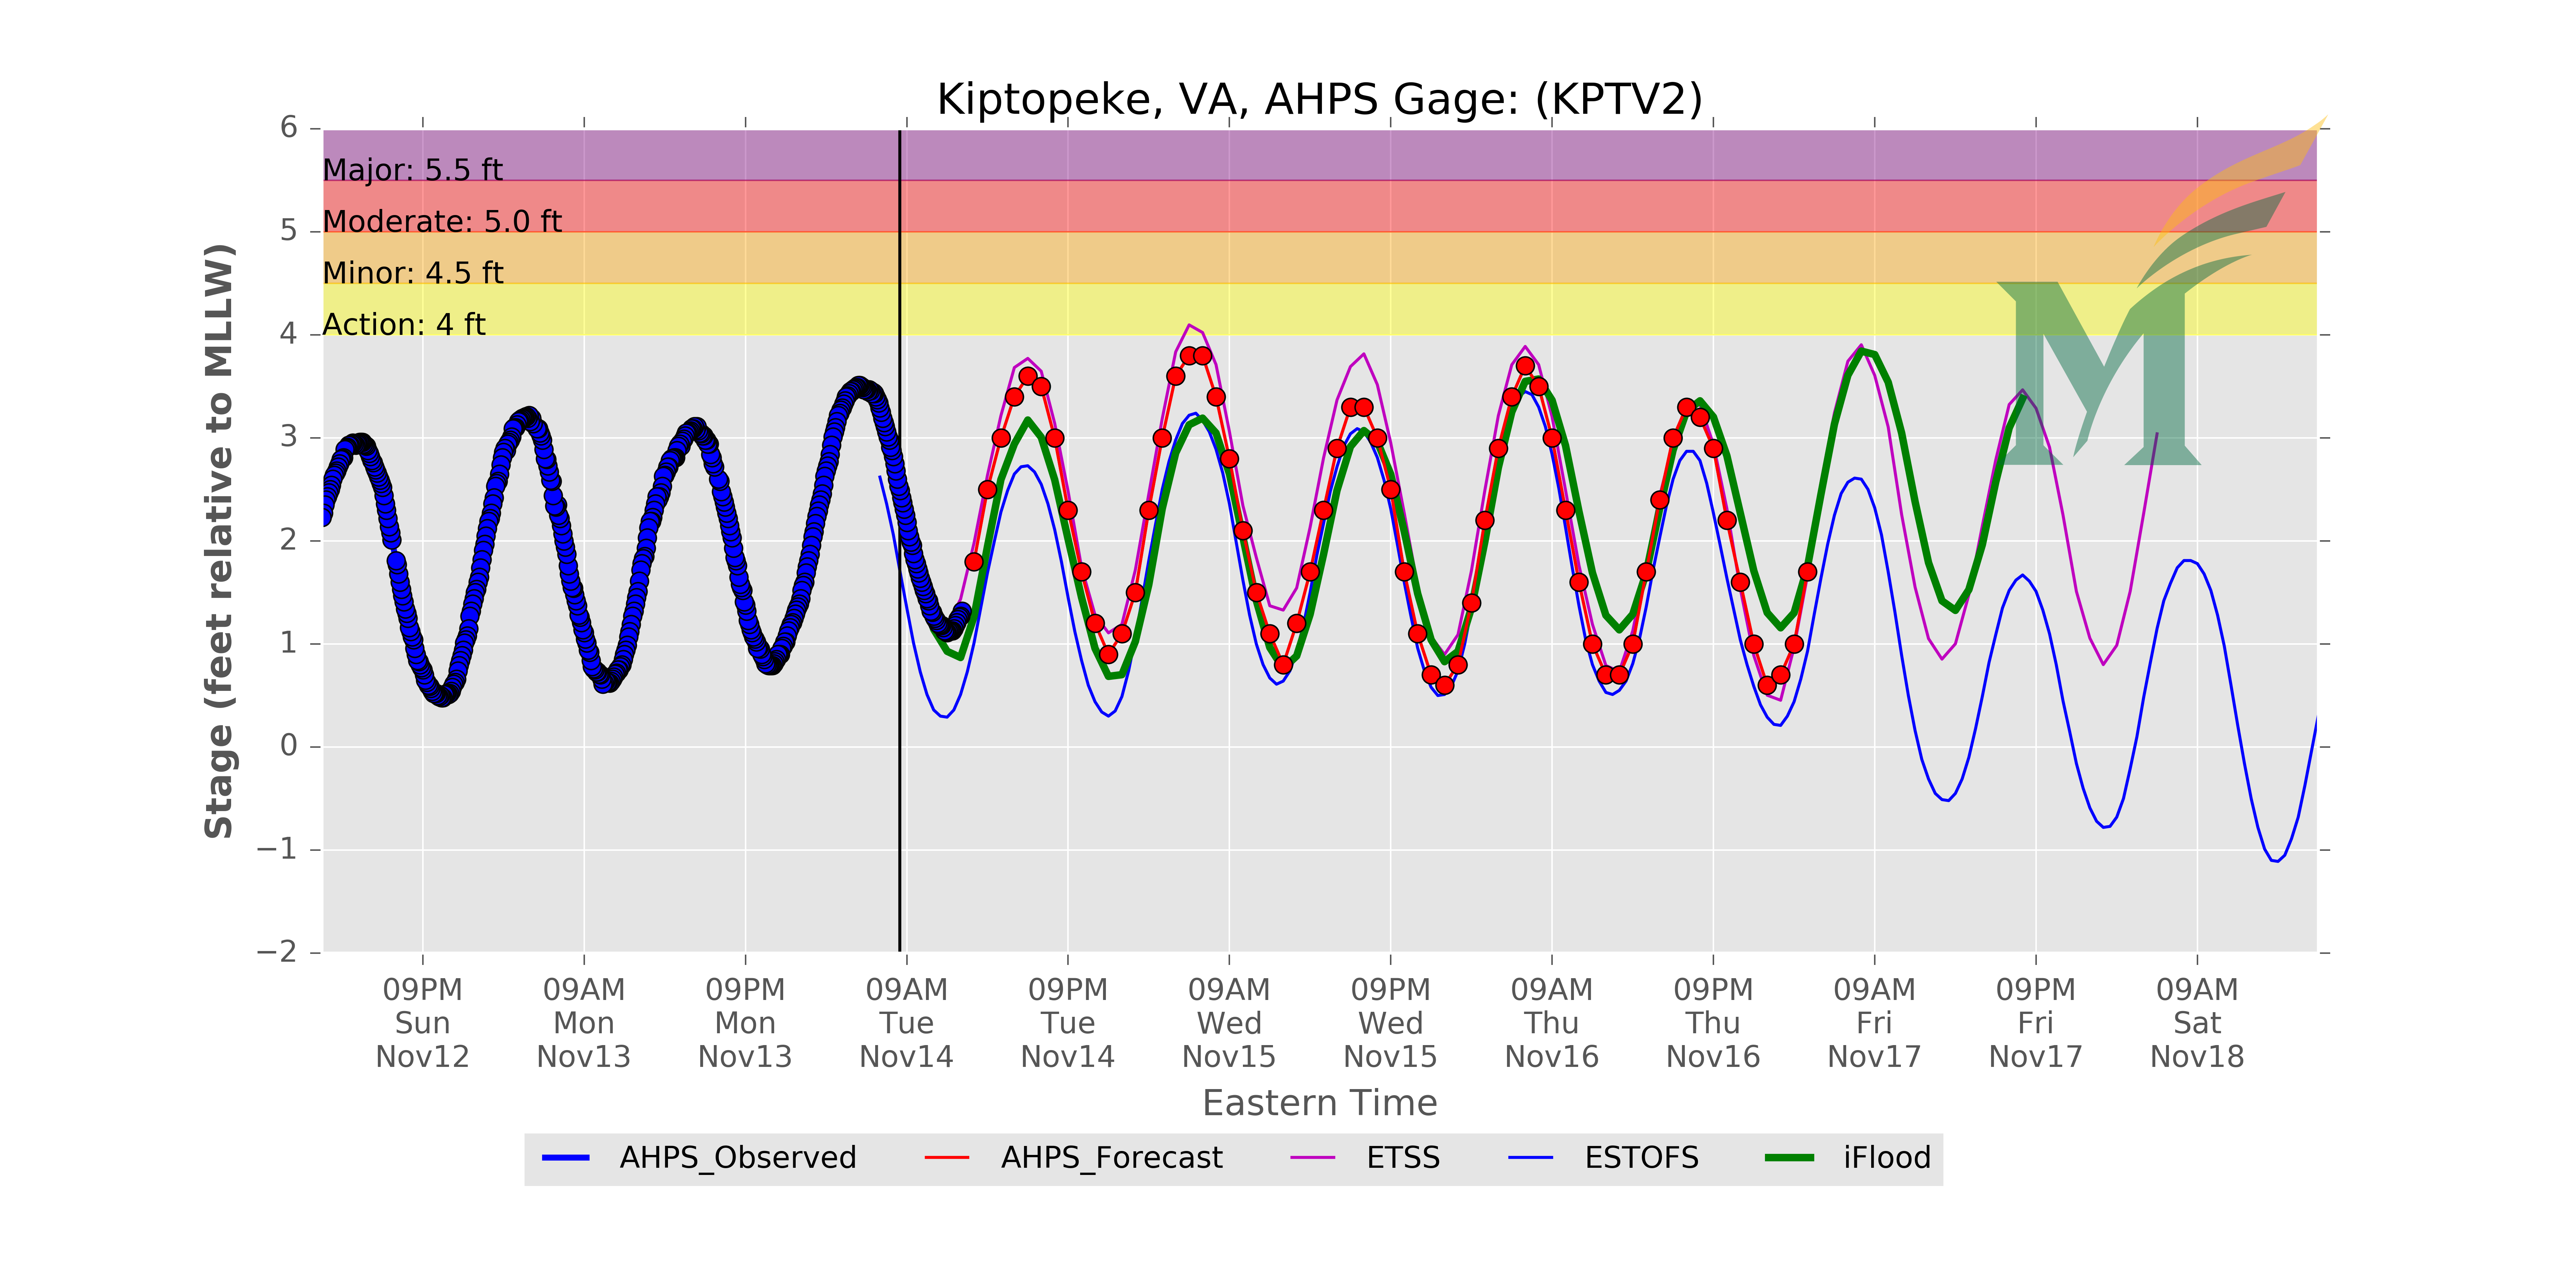 Kiptopeke, VA, AHPS Gage: (KPTV2)
6
5
4
3
2
1
0
−1
−2
Stage (feet relative to MLLW)
Major: 5.5 ft
Moderate: 5.0 ft
Minor: 4.5 ft
Action: 4 ft
M
09PM 09AM 09PM 09AM 09PM 09AM 09PM 09AM 09PM 09AM 09PM 09AM
Sun Mon Mon Tue Tue Wed Wed Thu Thu Fri Fri Sat
Nov12 Nov13 Nov13 Nov14 Nov14 Nov15 Nov15 Nov16 Nov16 Nov17 Nov17 Nov18
Eastern Time
AHPS_Observed AHPS_Forecast ETSS ESTOFS iFlood